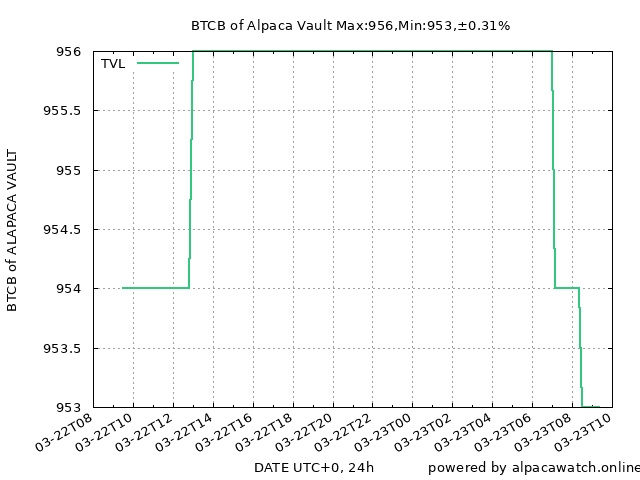 BTCB of Alpaca Vault Max:956,Min:953,±0.31%
TVL
956
955.5
955
954.5
954
953.5
953
BTCB of ALAPACA VAULT
03-22T08
03-22T10
03-22T12
03-22T14
03-22T16
03-22T18
03-22T20
03-22T22
03-23T00
03-23T02
03-23T04
03-23T06
03-23T08
03-23T10
DATE UTC+0, 24h
powered by alpacawatch.online